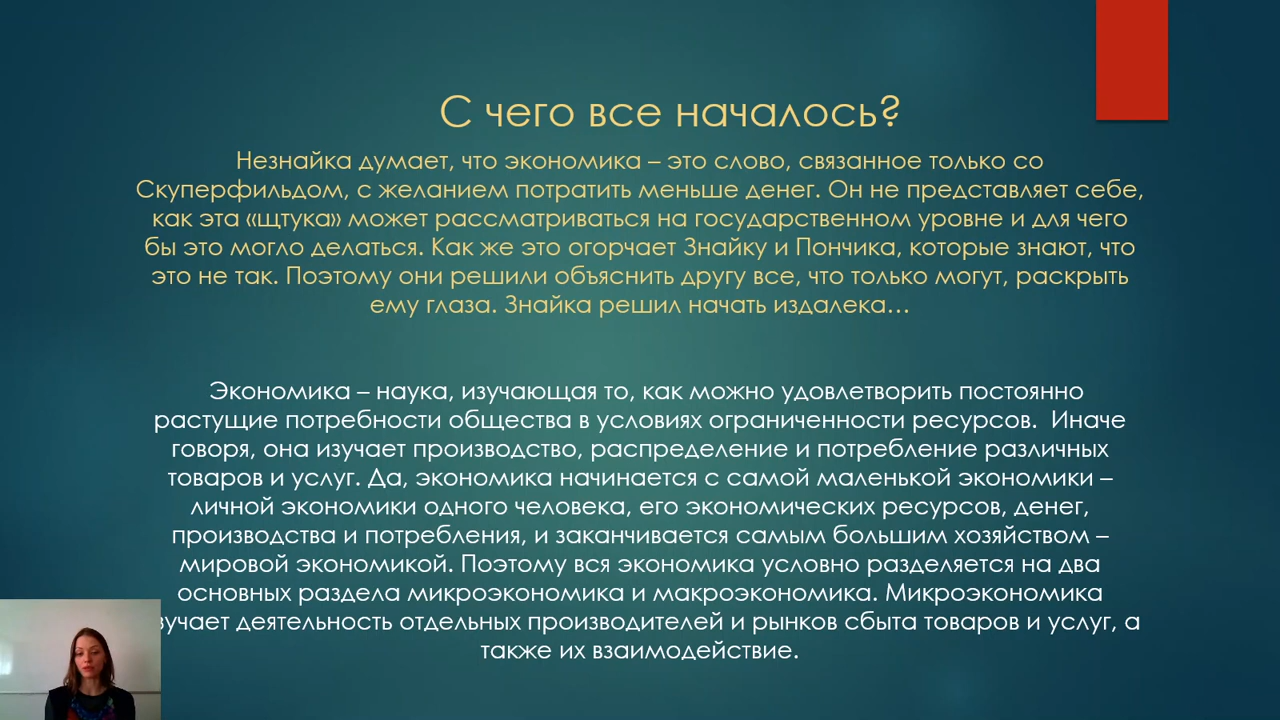 С чего все началось?
Незнайка думает, что экономика – это слово, связанное только со
Скуперфильдом, с желанием потратить меньше денег. Он не представляет себе,
как эта «щтука» может рассматриваться на государственном уровне и для чего
бы это могло делаться. Как же это огорчает Знайку и Пончика, которые знают, что
это не так. Поэтому они решили объяснить другу все, что только могут, раскрыть
ему глаза. Знайка решил начать издалека…
Экономика – наука, изучающая то, как можно удовлетворить постоянно
растущие потребности общества в условиях ограниченности ресурсов. Иначе
говоря, она изучает производство, распределение и потребление различных
товаров и услуг. Да, экономика начинается с самой маленькой экономики –
личной экономики одного человека, его экономических ресурсов, денег,
производства и потребления, и заканчивается самым большим хозяйством –
мировой экономикой. Поэтому вся экономика условно разделяется на два
основных раздела микроэкономика и макроэкономика. Микроэкономика
зучает деятельность отдельных производителей и рынков сбыта товаров и услуг, а
также их взаимодействие.